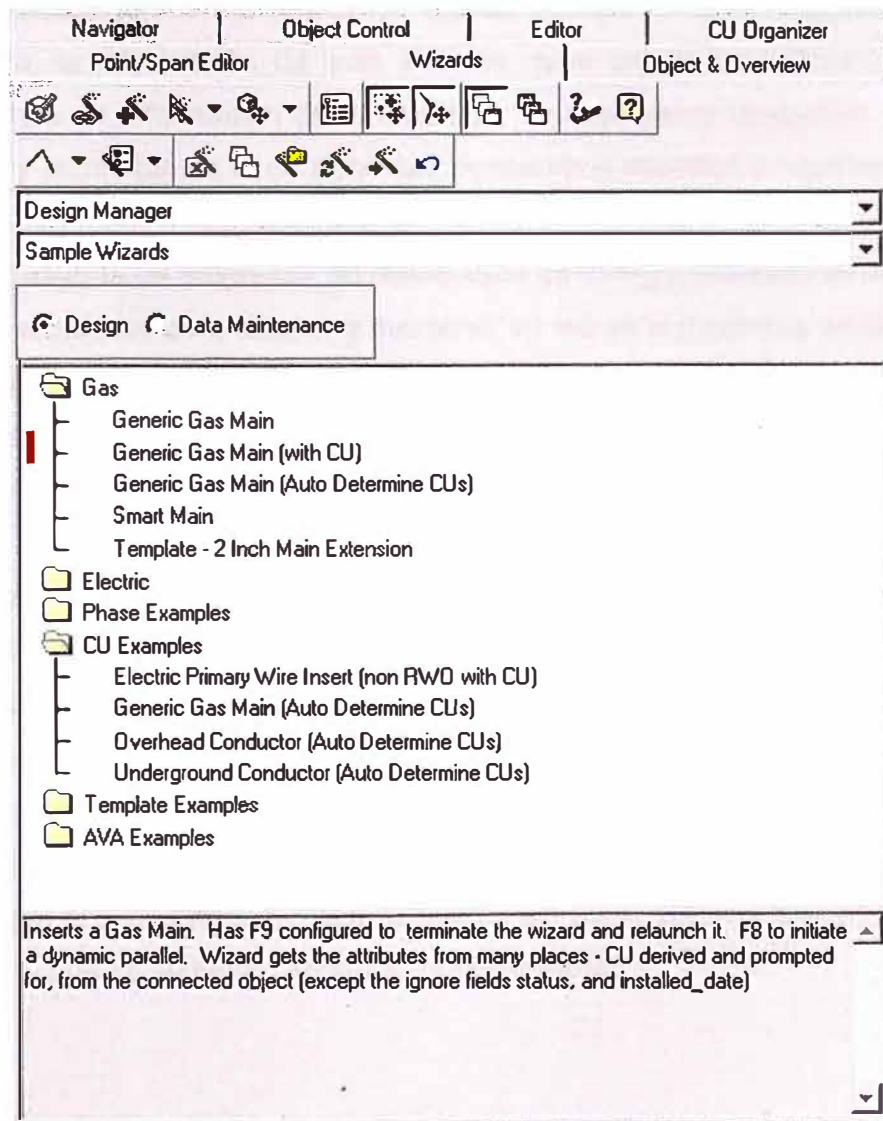 Navigator Object Control Editor CU Organizer
Point/Span Editor Wizards Object & Overview
Design Manager
Sample Wizards
Design Data Maintenance
Gas
Generic Gas Main
Generic Gas Main (with CU)
Generic Gas Main (Auto Determine CUs)
Smart Main
Template - 2 Inch Main Extension
Electric
Phase Examples
CU Examples
Electric Primary Wire Insert (non RWO with CU)
Generic Gas Main (Auto Determine CUs)
Overhead Conductor (Auto Determine CUs)
Underground Conductor (Auto Determine CUs)
Template Examples
AVA Examples
Inserts a Gas Main. Has F9 configured to terminate the wizard and relaunch it. F8 to initiate
a dynamic parallel. Wizard gets the attributes from many places - CU derived and prompted
for, from the connected object (except the ignore fields status, and installed_date)